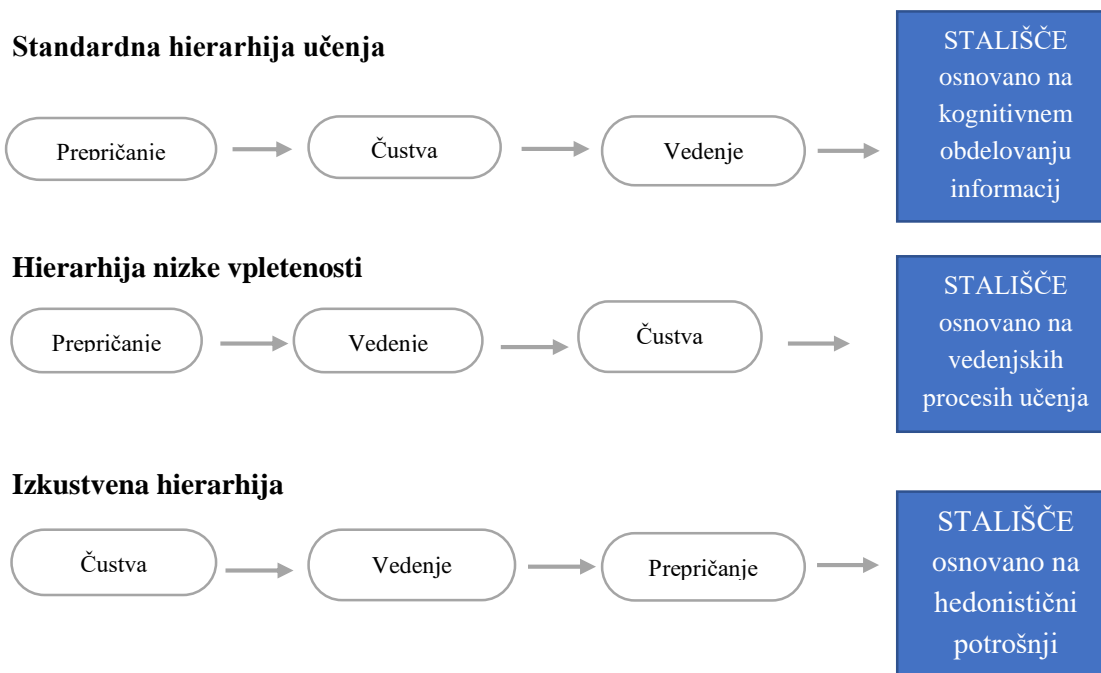 Standardna hierarhija učenja
Prepričanje
Čustva
Vedenje
STALIŠČE
osnovano na
kognitivnem
obdelovanju
informacij
Hierarhija nizke vpletenosti
Prepričanje
Vedenje
Čustva
STALIŠČE
osnovano na
vedenjskih
procesih učenja
Izkustvena hierarhija
Čustva
Vedenje
Prepričanje
STALIŠČE
osnovano na
hedonistični
potrošnji